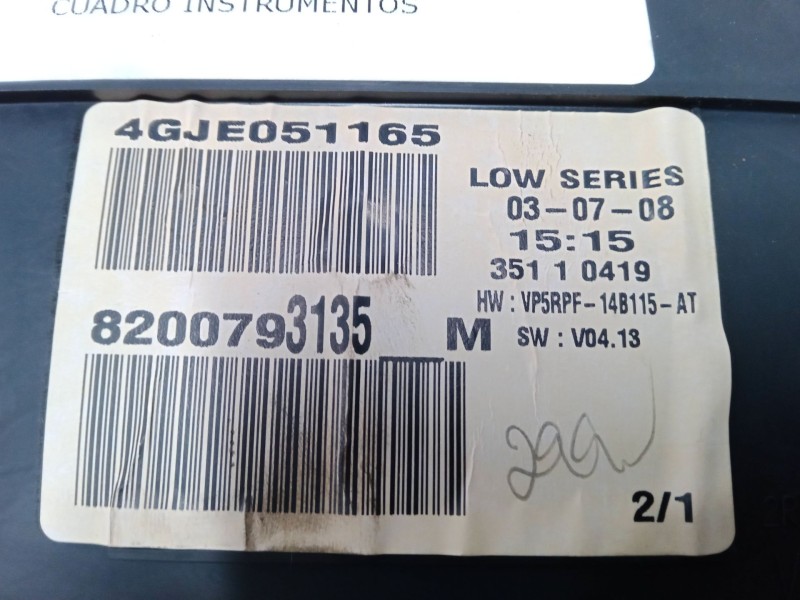 CUADRO INSTRUMENTOS
4GJE051165
LOW SERIES
03-07-08
15:15
351 1 0419
HW : VP5RPF-14B115-AT
8200793135__M
SW : V04.13
2/1